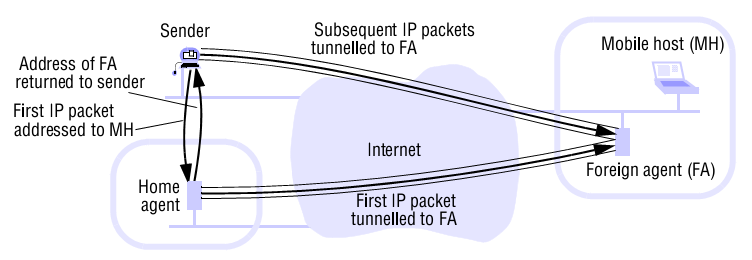 Sender
Subsequent IP packets
tunnelled to FA
Mobile host (MH)
Address of FA
returned to sender
First IP packet
addressed to MH
Internet
Foreign agent (FA)
Home
agent
First IP packet
tunnelled to FA